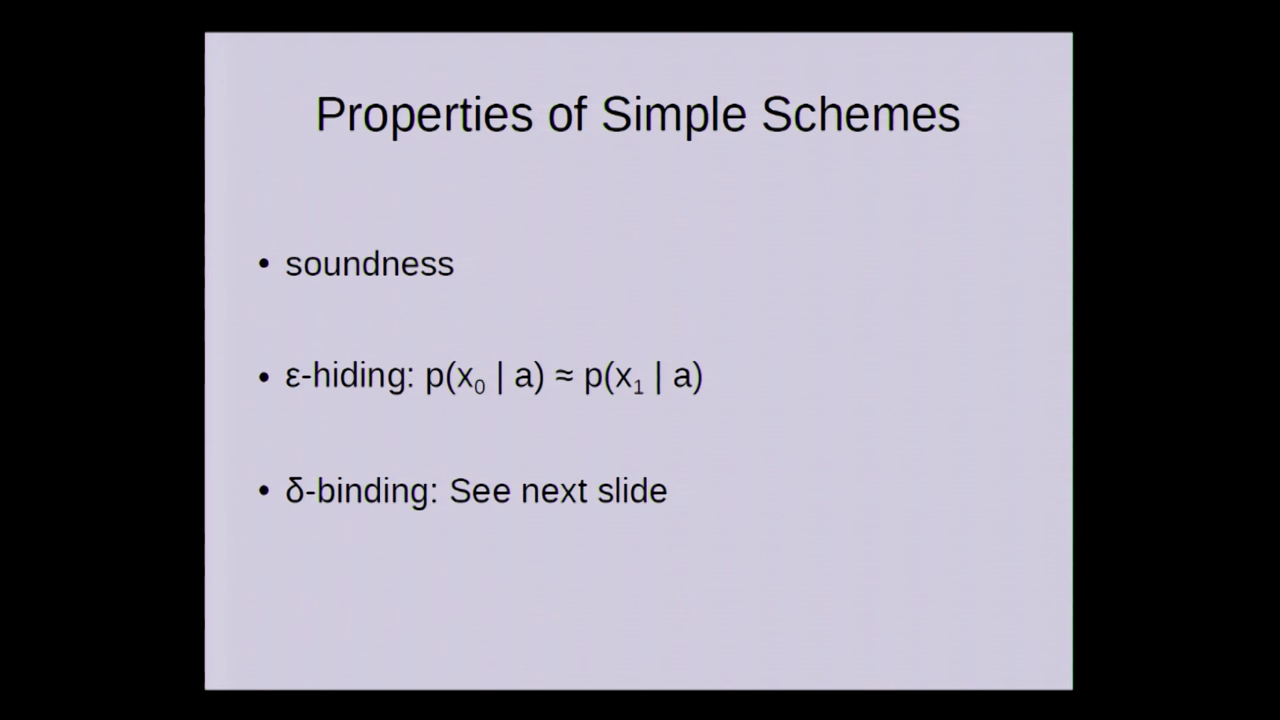 Properties of Simple Schemes
• soundness
• ε-hiding: p(x₀ | a) ≈ p(x₁ | a)
• δ-binding: See next slide